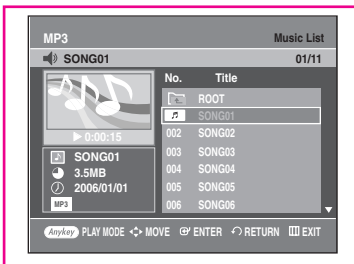 MP3 Music List
SONG01 01/11
No. Title
ROOT
SONG01
002 SONG02
003 SONG03
004 SONG04
005 SONG05
006 SONG06
0:00:15
SONG01
3.5MB
2006/01/01
MP3
Anykey PLAY MODE MOVE ENTER RETURN EXIT